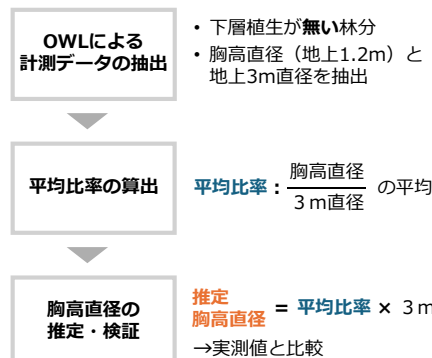 OWLによる
計測データの抽出
• 下層植生が無い林分
• 胸高直径（地上1.2m）と
地上3m直径を抽出
平均比率の算出
平均比率：胸高直径
3ｍ直径
の平均
胸高直径の
推定・検証
推定
胸高直径 = 平均比率 × 3ｍ
→実測値と比較